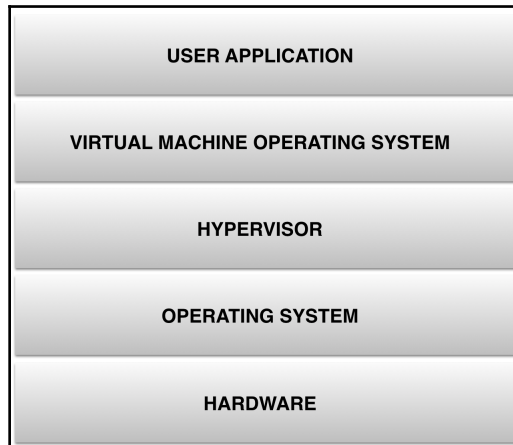 USER APPLICATION
VIRTUAL MACHINE OPERATING SYSTEM
HYPERVISOR
OPERATING SYSTEM
HARDWARE